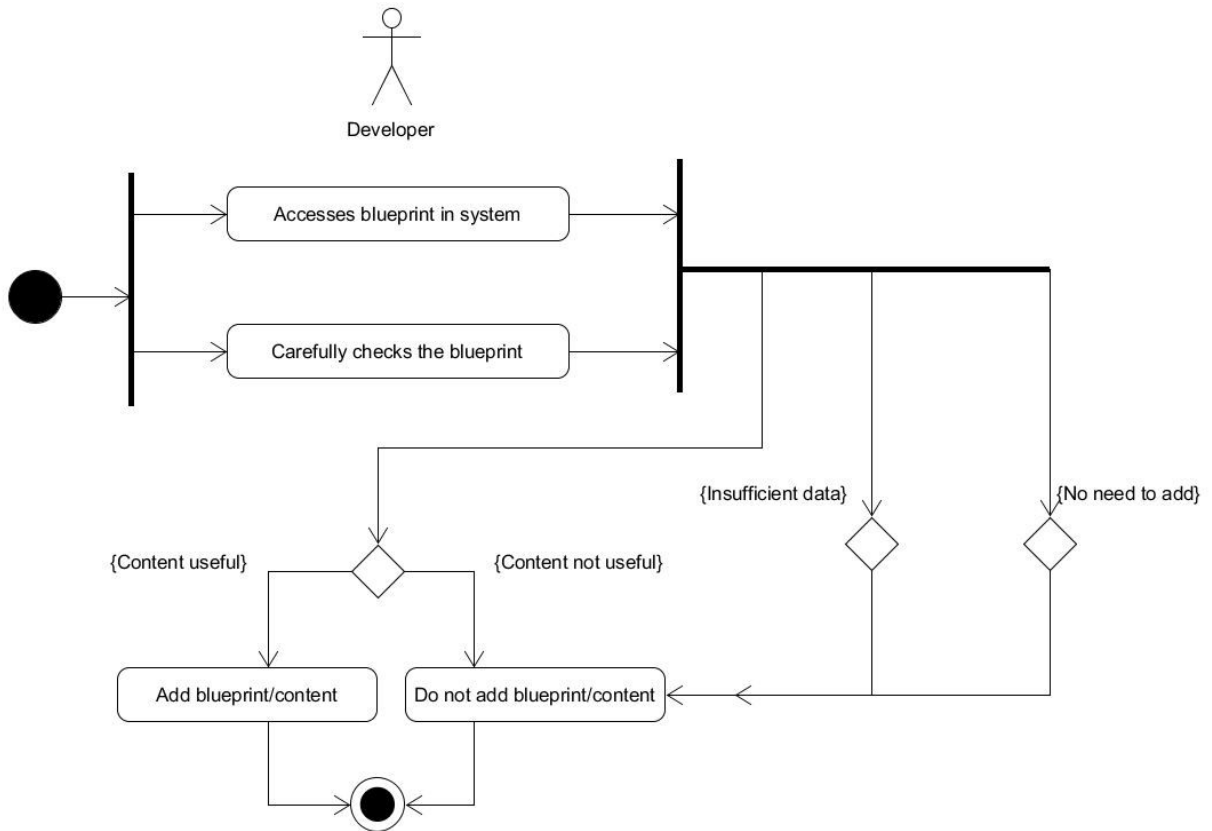 Developer
Accesses blueprint in system
Carefully checks the blueprint
{Insufficient data}
{No need to add}
{Content useful}
{Content not useful}
Add blueprint/content
Do not add blueprint/content